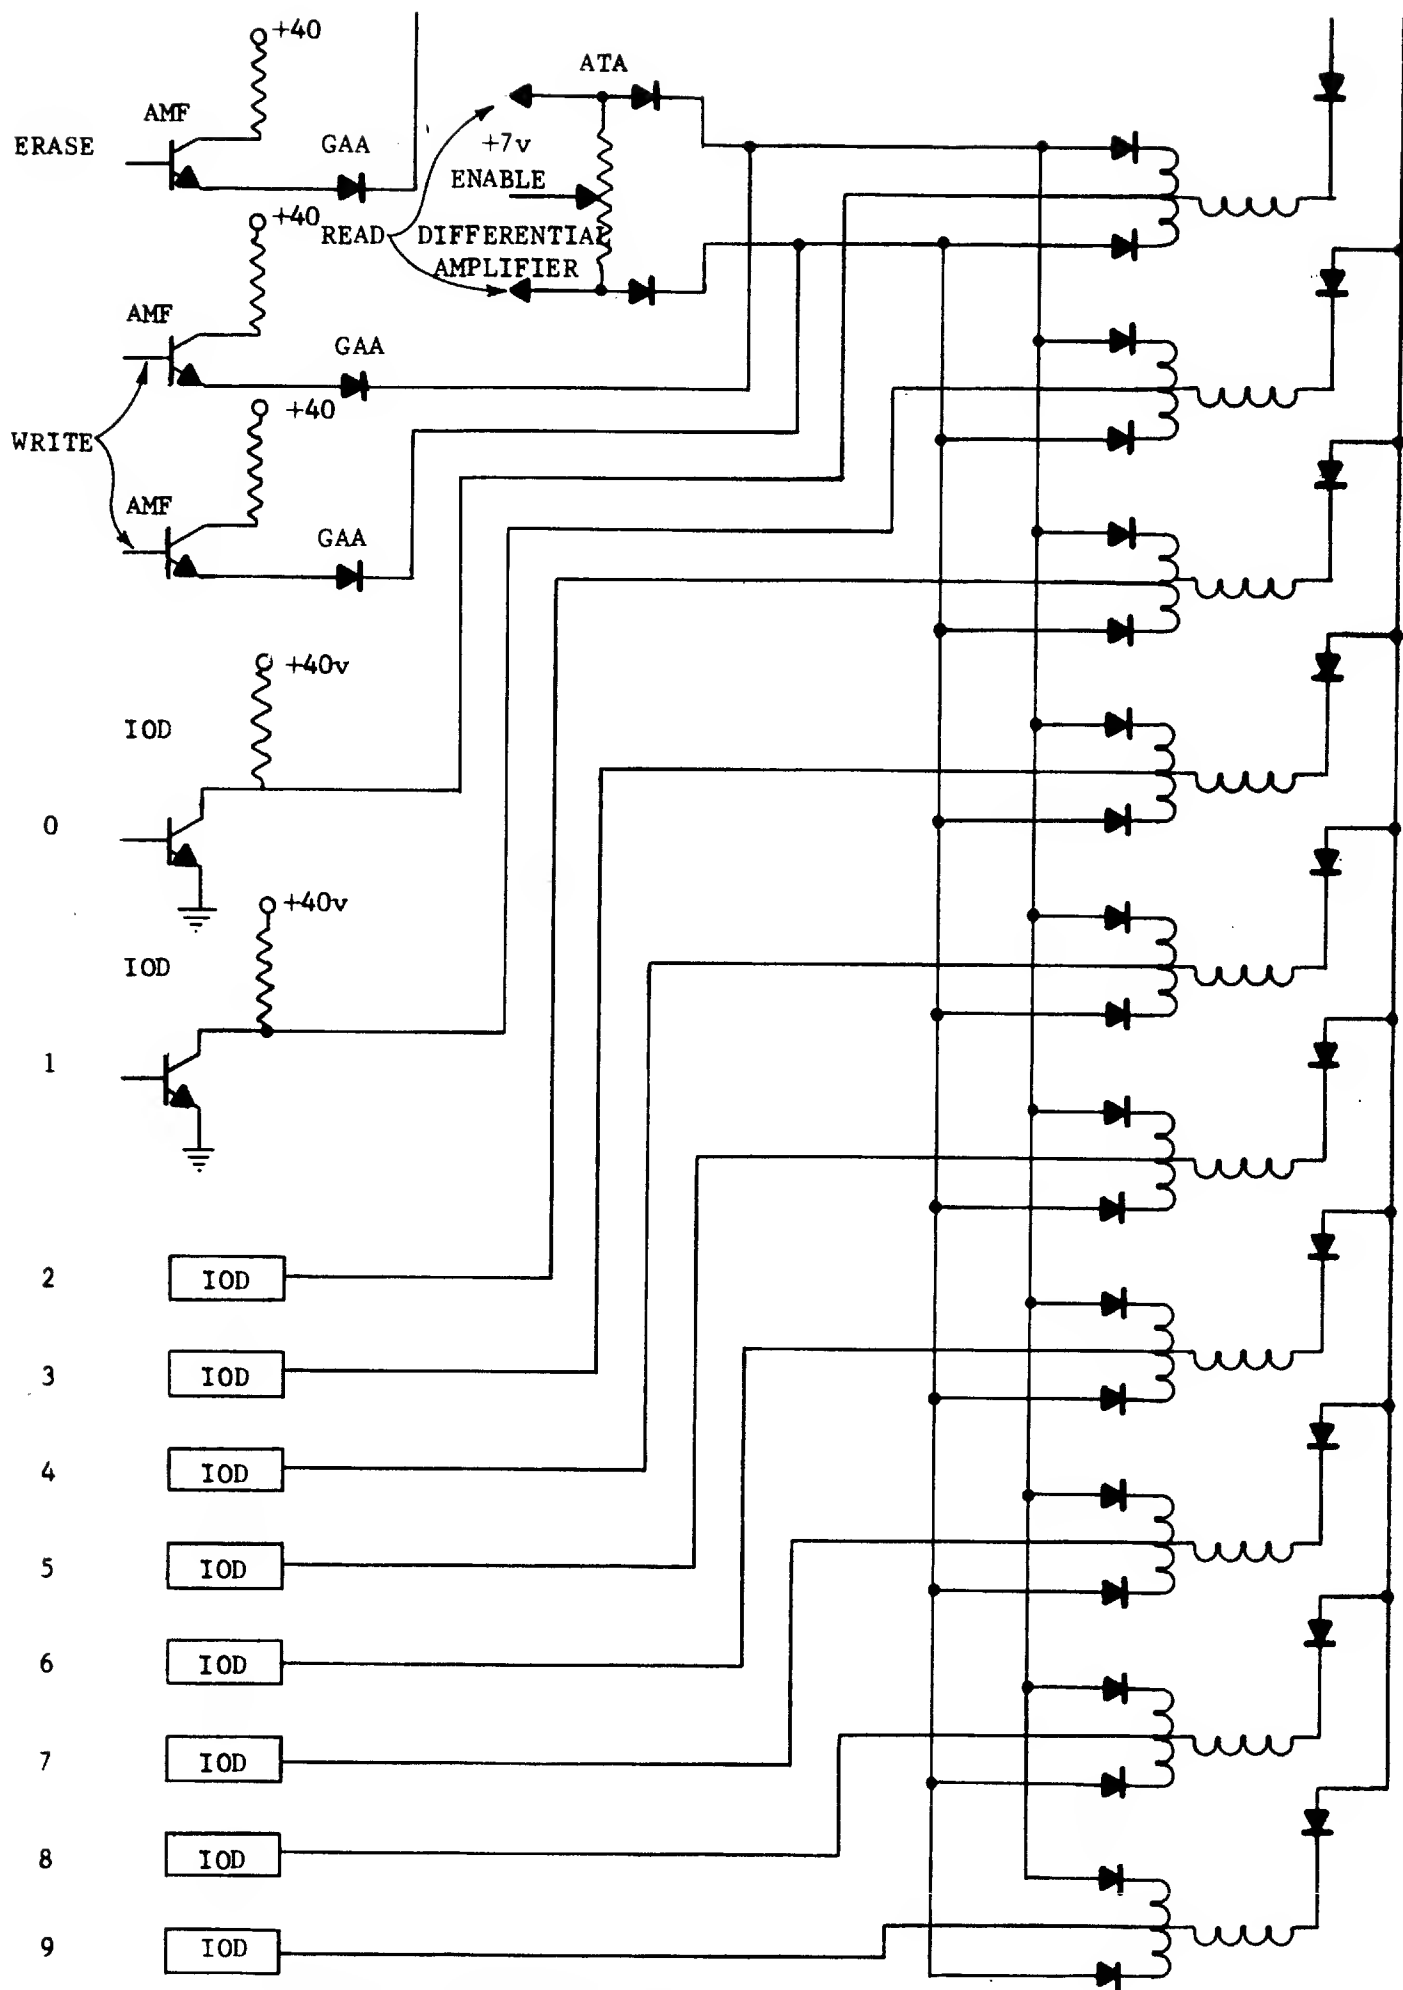 +40
ATA
AMF
ERASE
GAA
+7v
ENABLE
+40
READ
DIFFERENTIAL
AMPLIFIER
AMF
GAA
+40
WRITE
AMF
GAA
+40v
IOD
0
+40v
IOD
1
2 IOD
3 IOD
4 IOD
5 IOD
6 IOD
7 IOD
8 IOD
9 IOD